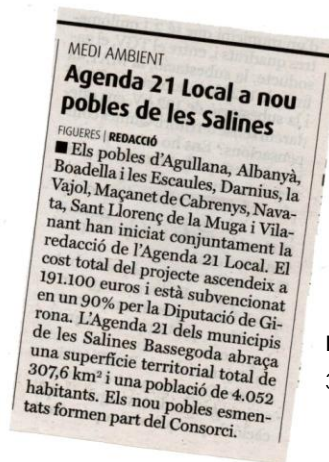 MEDI AMBIENT
Agenda 21 Local a nou
pobles de les Salines
FIGUERES | REDACCIÓ
■ Els pobles d'Agullana, Albanyà,
Boadella i les Escaules, Darnius, la
Vajol, Maçanet de Cabrenys, Nava-
ta, Sant Llorenç de la Muga i Vila-
nant han iniciat conjuntament la
redacció de l'Agenda 21 Local. El
cost total del projecte ascendeix a
191.100 euros i està subvencionat
en un 90% per la Diputació de Gi-
rona. L'Agenda 21 dels municipis
de les Salines Bassegoda abraça
una superfície territorial total de
307,6 km² i una població de 4.052
habitants. Els nou pobles esmen-
tats formen part del Consorci.